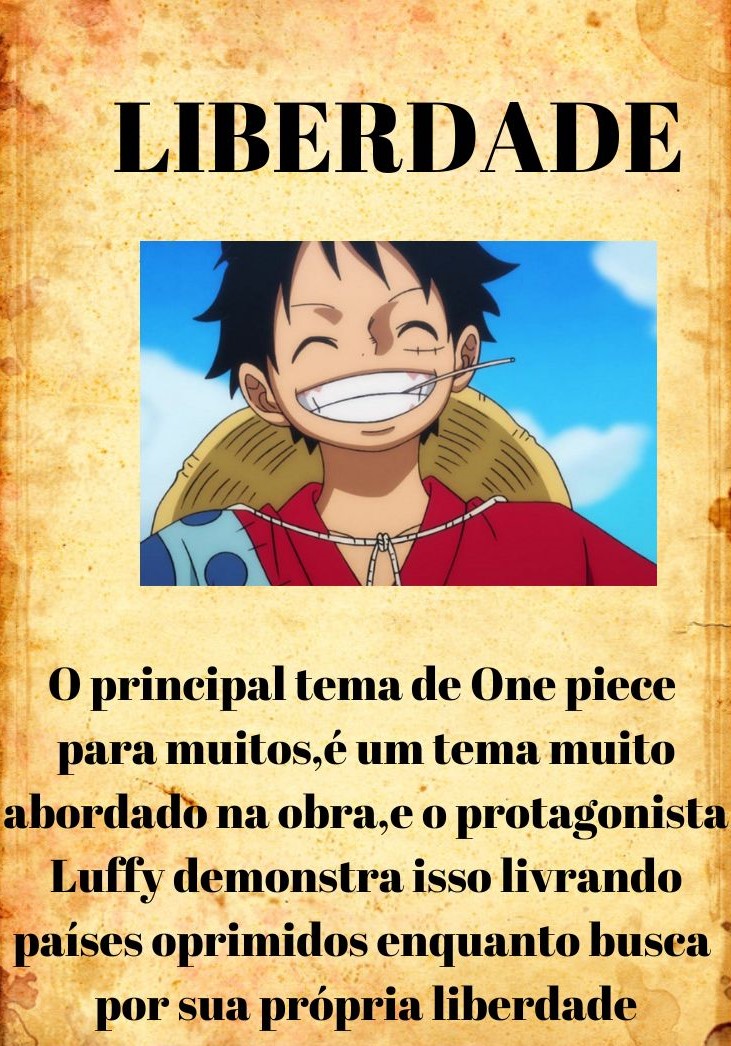 LIBERDADE
O principal tema de One piece
para muitos,é um tema muito
abordado na obra,e o protagonista
Luffy demonstra isso livrando
países oprimidos enquanto busca
por sua própria liberdade